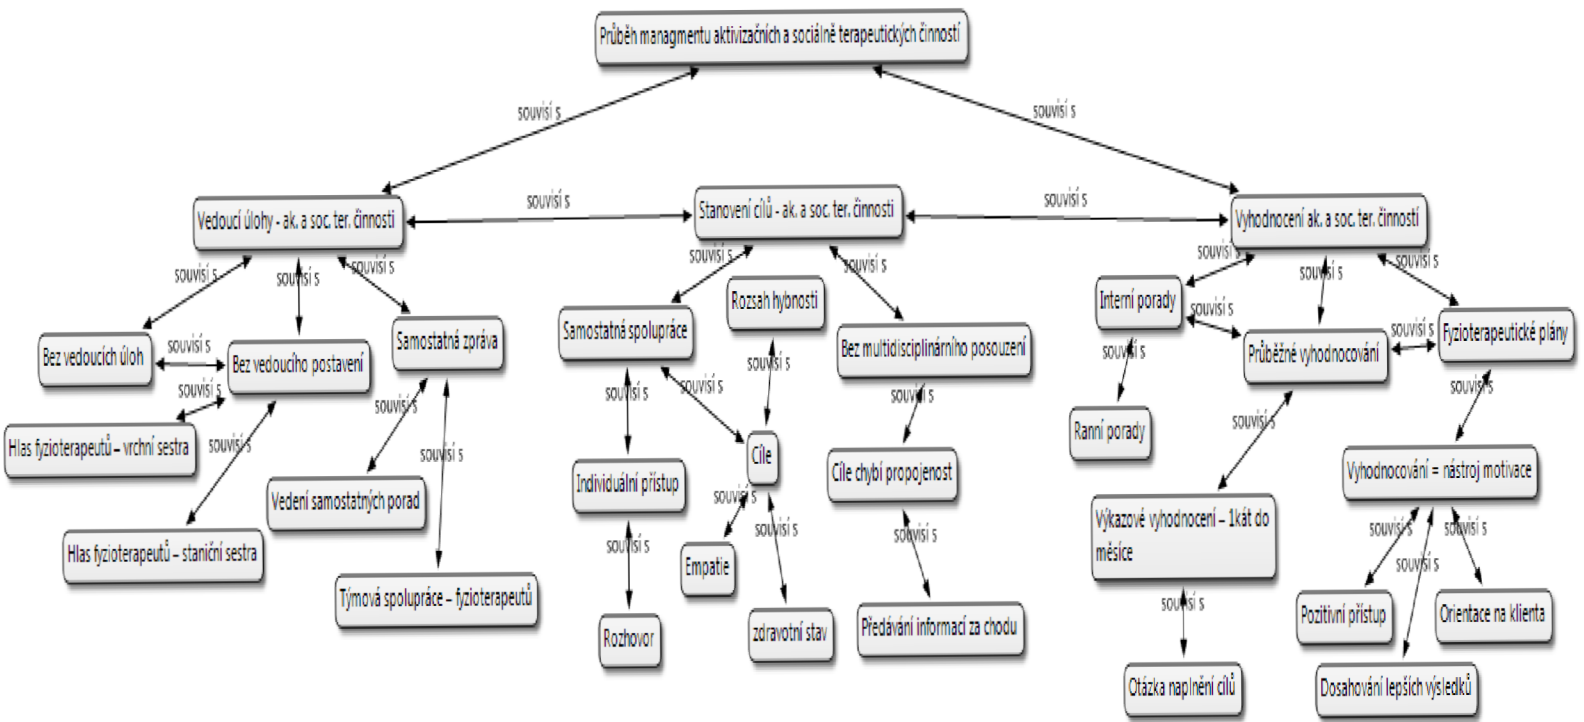 Průběh managmentu aktivizačních a sociálně terapeutických činností
souvisí s
souvisí s
Vedoucí úlohy - ak. a soc. ter. činnosti
souvisí s
Stanovení cílů - ak. a soc. ter. činnosti
souvisí s
Vyhodnocení ak. a soc. ter. činností
souvisí s
souvisí s
souvisí s
souvisí s
souvisí s
souvisí s
souvisí s
souvisí s
Bez vedoucích úloh
souvisí s
Bez vedoucího postavení
Samostatná zpráva
Samostatná spolupráce
Rozsah hybnosti
Bez multidisciplinárního posouzení
Interní porady
souvisí s
Průběžné vyhodnocování
souvisí s
Fyzioterapeutické plány
souvisí s
souvisí s
souvisí s
souvisí s
souvisí s
souvisí s
souvisí s
Hlas fyzioterapeutů – vrchní sestra
souvisí s
souvisí s
Ranní porady
souvisí s
Vedení samostatných porad
Individuální přístup
Cíle
Cíle chybí propojenost
Vyhodnocování = nástroj motivace
Hlas fyzioterapeutů – staniční sestra
souvisí s
souvisí s
souvisí s
souvisí s
Výkazové vyhodnocení – 1kát do
měsíce
souvisí s
souvisí s
souvisí s
Týmová spolupráce – fyzioterapeutů
Empatie
Rozhovor
zdravotní stav
Předávání informací za chodu
souvisí s
Pozitivní přístup
Orientace na klienta
Otázka naplnění cílů
Dosahování lepších výsledků